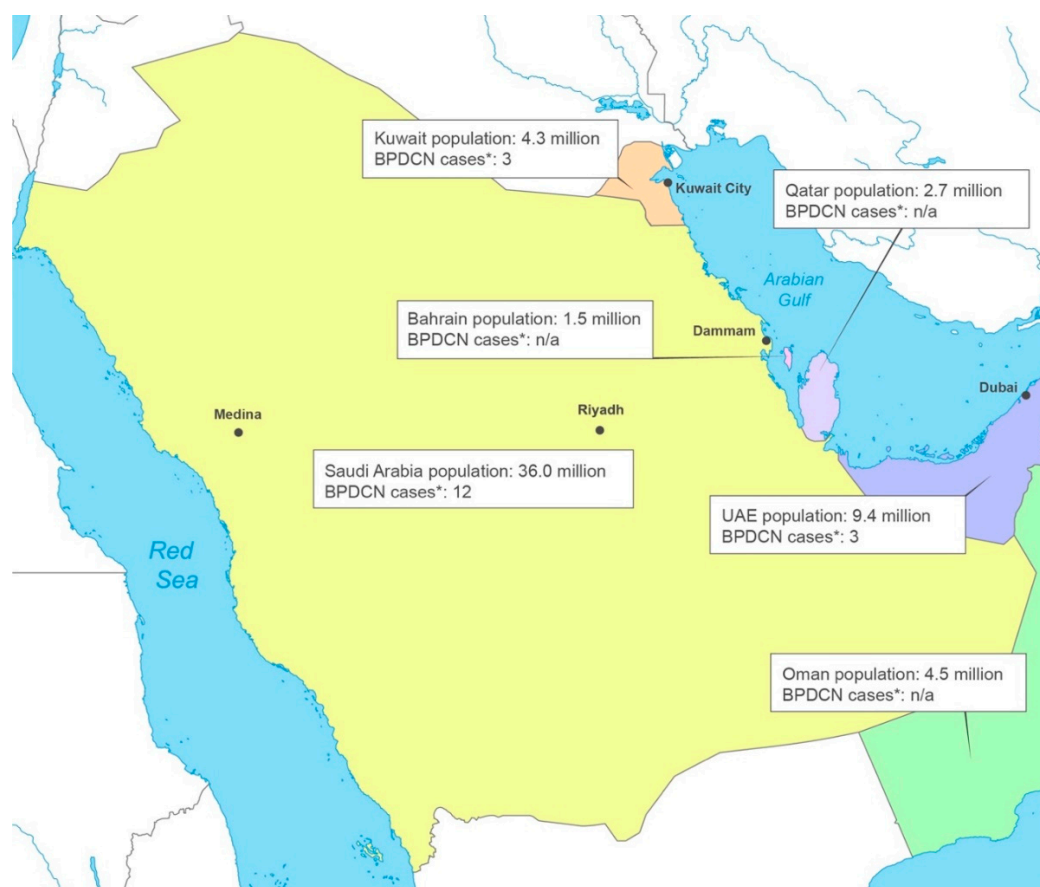 Kuwait population: 4.3 million
BPDCN cases*: 3
Kuwait City
Qatar population: 2.7 million
BPDCN cases*: n/a
Arabian
Gulf
Bahrain population: 1.5 million
BPDCN cases*: n/a
Dammam
Dubai
Medina
Riyadh
Saudi Arabia population: 36.0 million
BPDCN cases*: 12
UAE population: 9.4 million
BPDCN cases*: 3
Red
Sea
Oman population: 4.5 million
BPDCN cases*: n/a